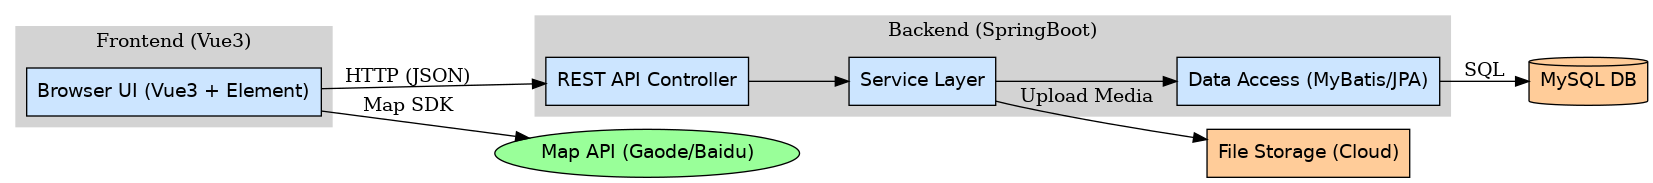 Frontend (Vue3)
Browser UI (Vue3 + Element)
HTTP (JSON)
Map SDK
Map API (Gaode/Baidu)
Backend (SpringBoot)
REST API Controller
Service Layer
Upload Media
Data Access (MyBatis/JPA)
File Storage (Cloud)
SQL
MySQL DB